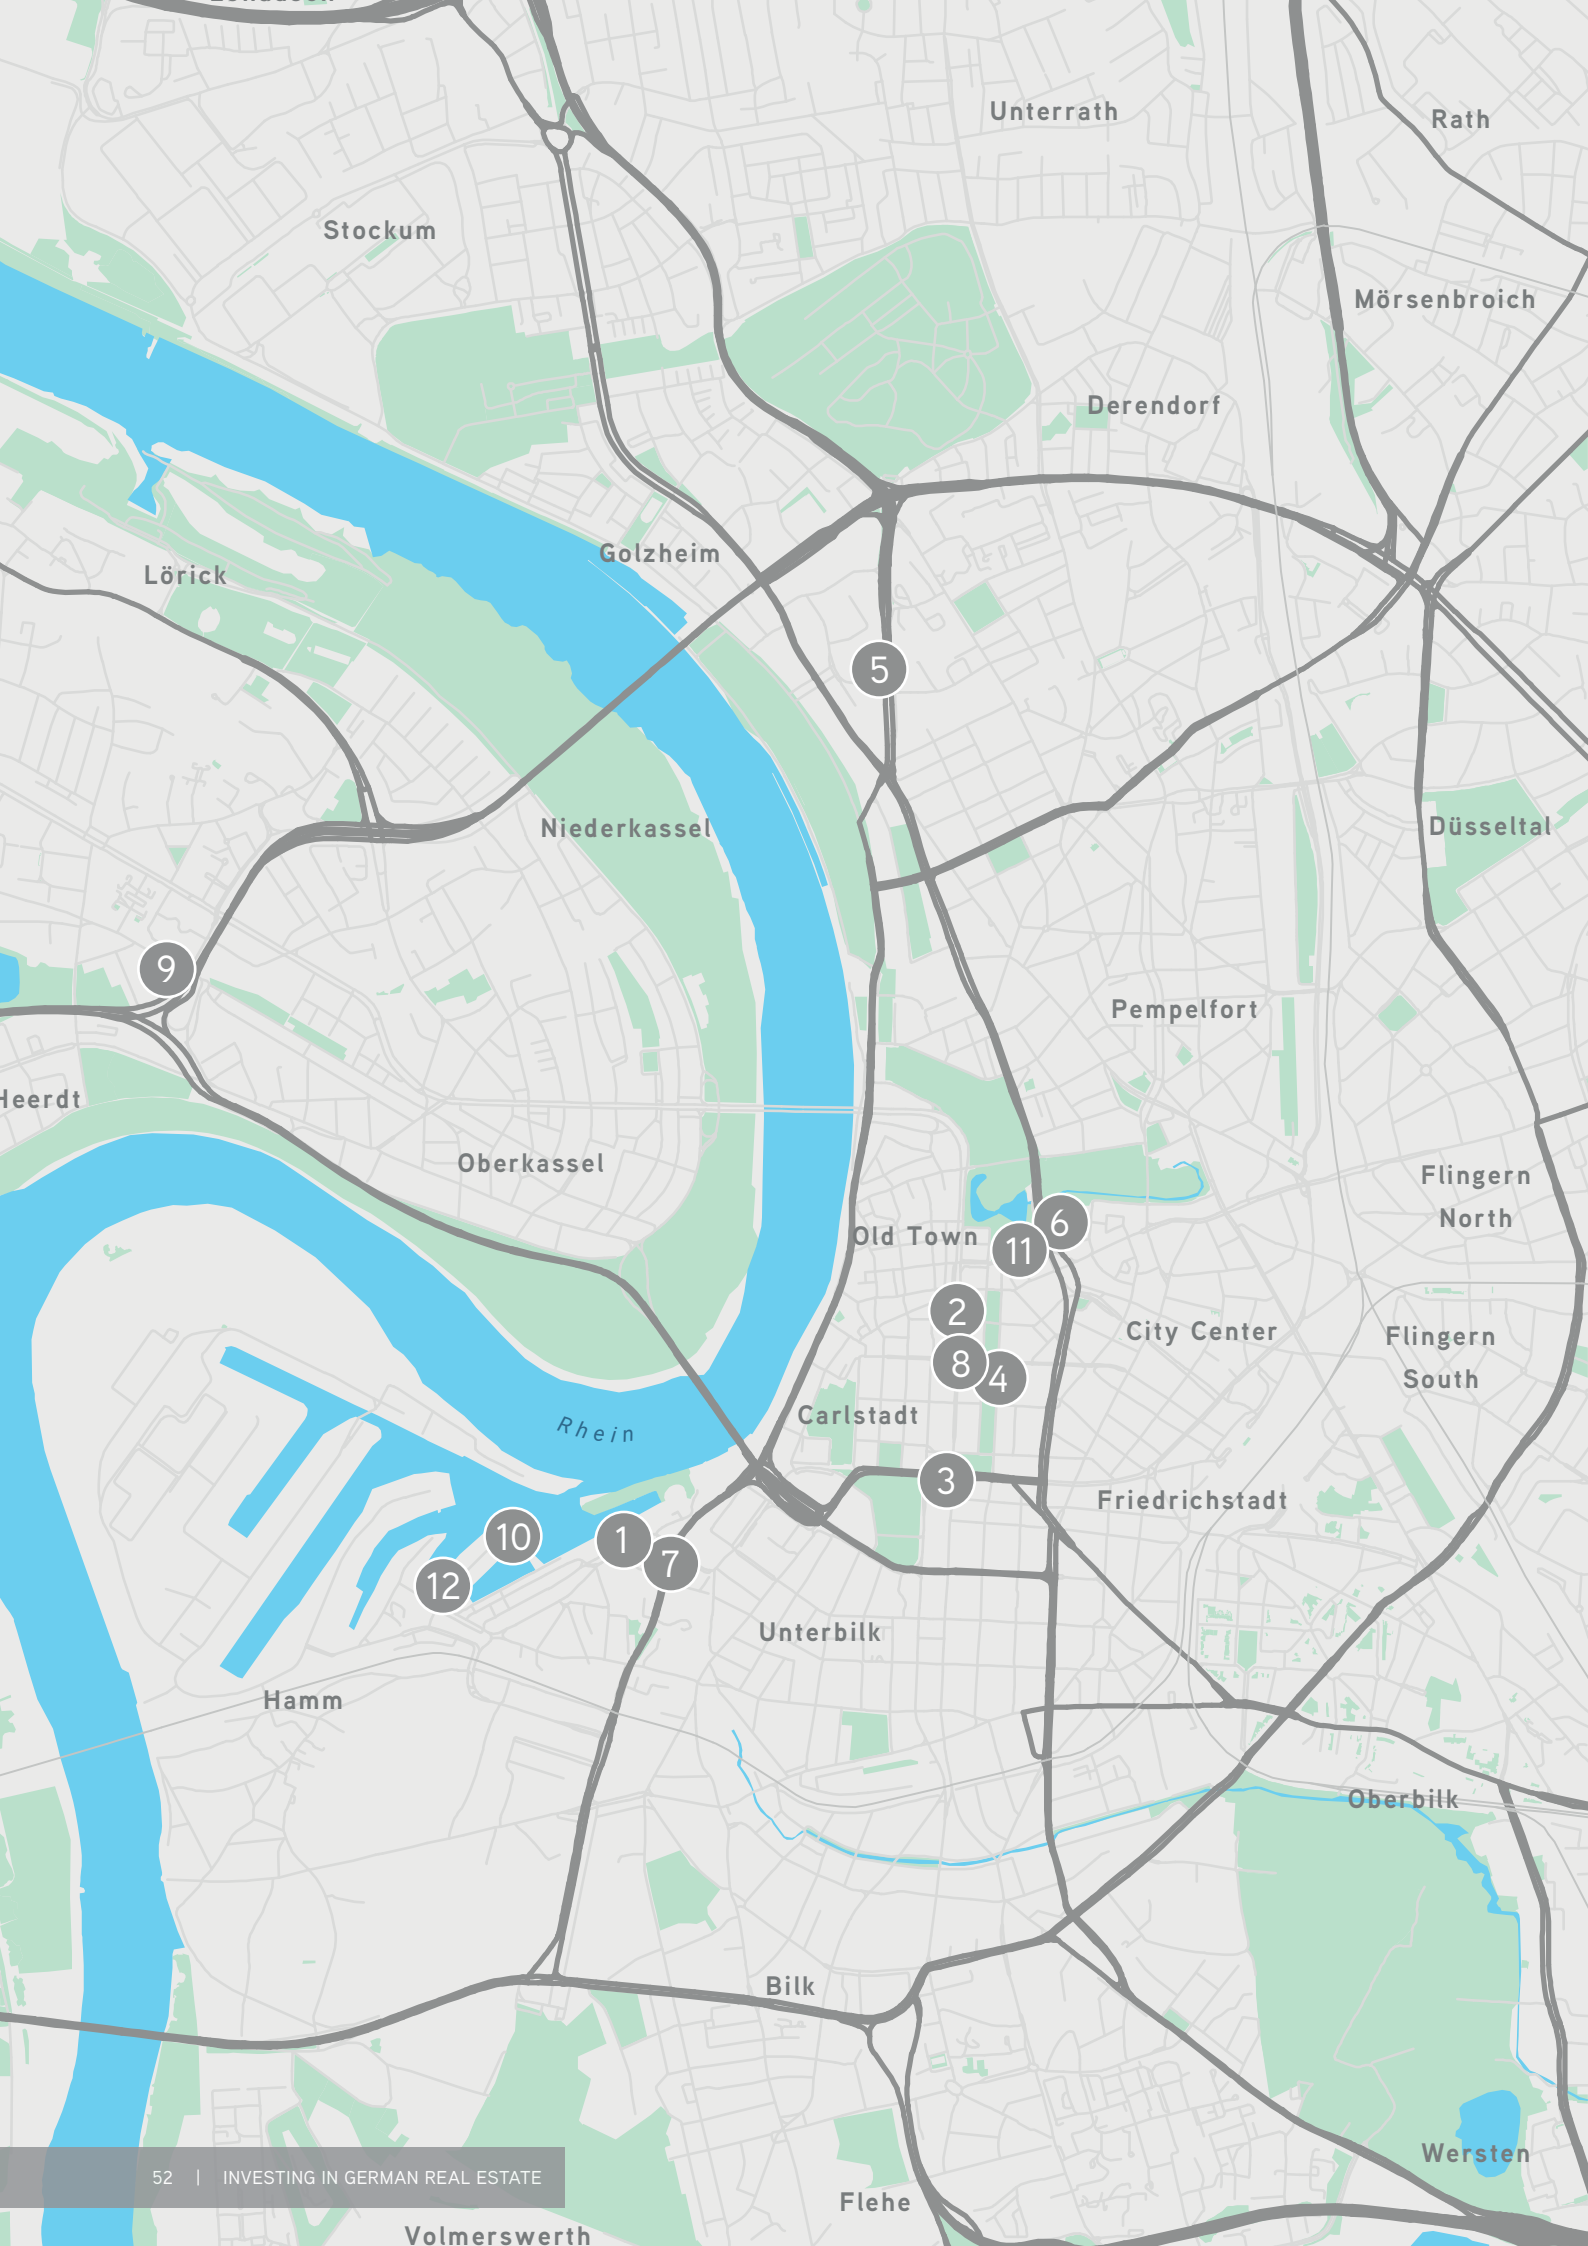 Unterrath
Rath
Stockum
Mörsenbroich
Derendorf
Golzheim
Lörick
5
Niederkassel
Düsseltal
9
Pempelfort
Heerdt
Oberkassel
Flingern
North
Old Town
6
11
2
City Center
Flingern
South
8
4
Carlstadt
Rhein
3
Friedrichstadt
10
1
7
12
Unterbilk
Hamm
Oberbilk
Bilk
Wersten
52 | INVESTING IN GERMAN REAL ESTATE
Flehe
Volmerswerth